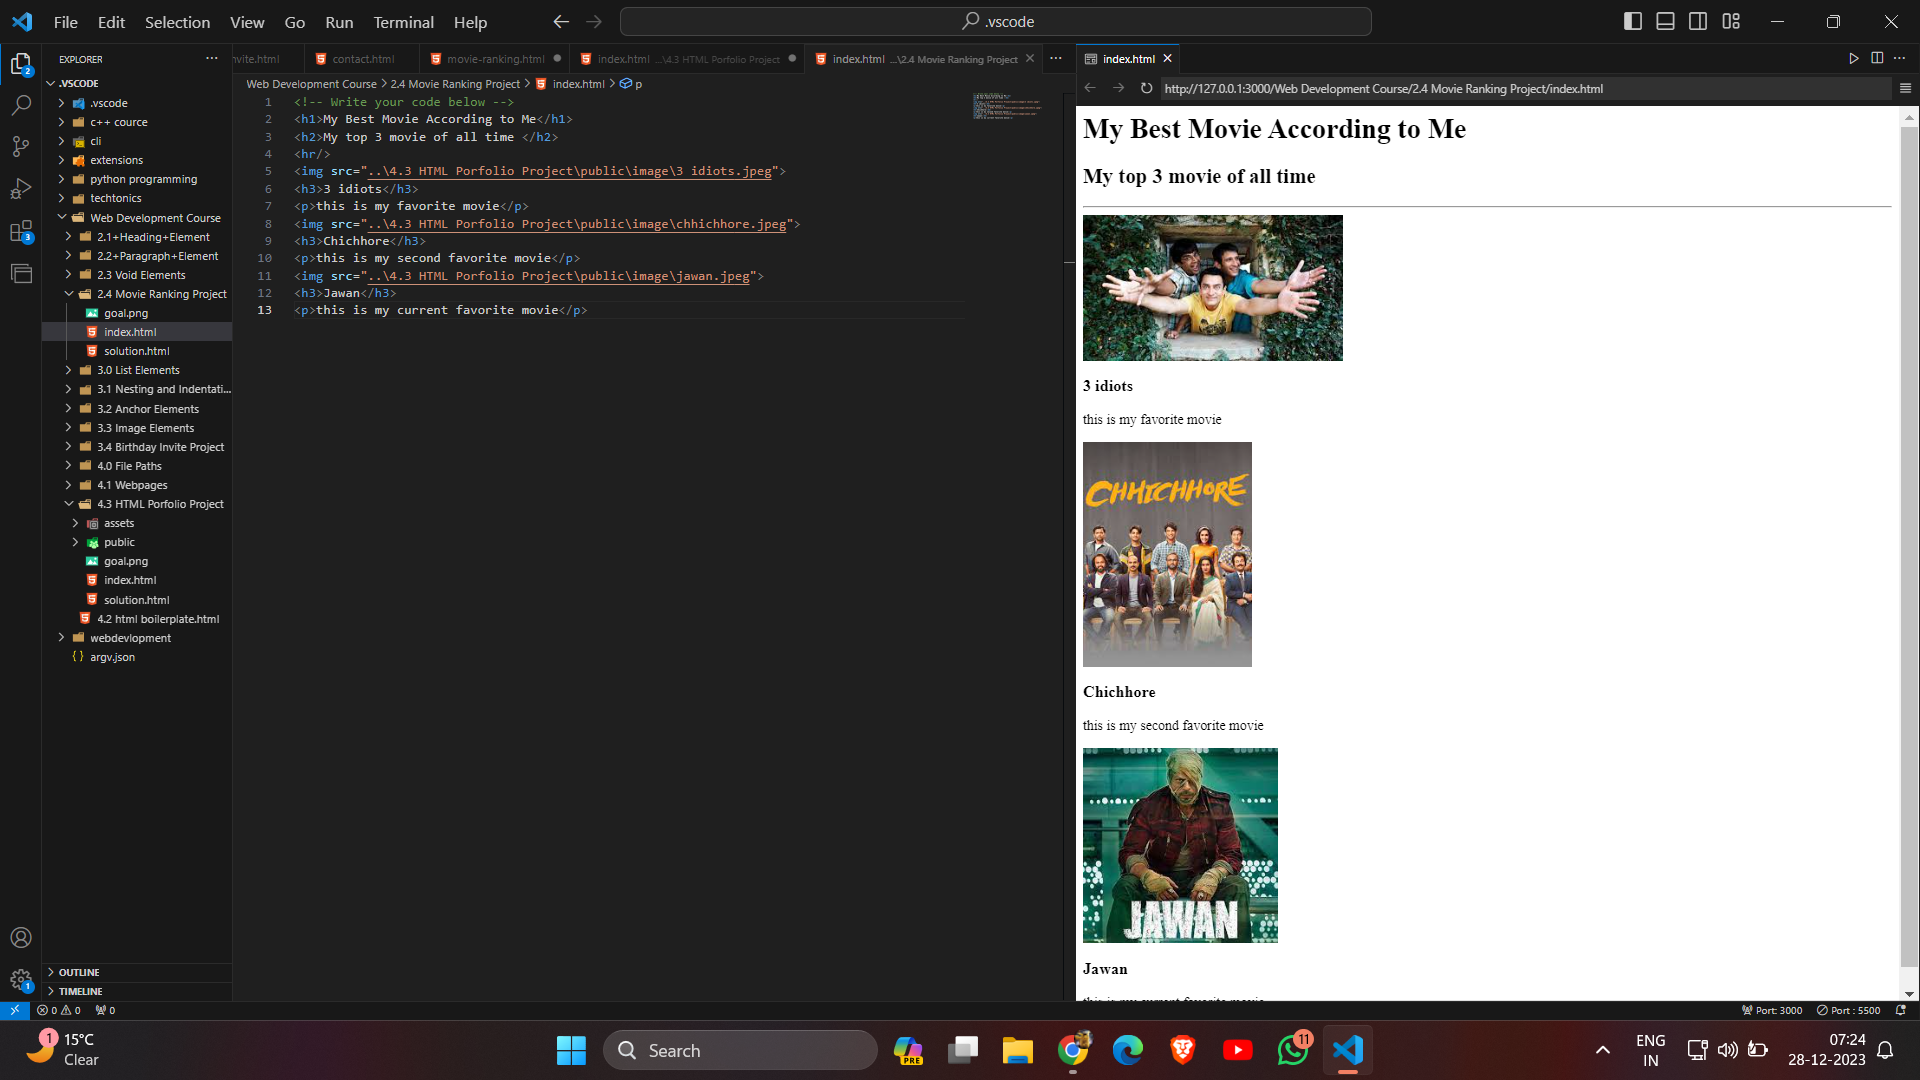 File Edit Selection View Go Run Terminal Help
.vscode
EXPLORER
.VSCODE
.vscode
c++ cource
cli
extensions
python programming
techtonics
Web Development Course
2.1+Heading+Element
2.2+Paragraph+Element
2.3 Void Elements
2.4 Movie Ranking Project
goal.png
index.html
solution.html
3.0 List Elements
3.1 Nesting and Indentati...
3.2 Anchor Elements
3.3 Image Elements
3.4 Birthday Invite Project
4.0 File Paths
4.1 Webpages
4.3 HTML Porfolio Project
assets
public
goal.png
index.html
solution.html
4.2 html boilerplate.html
webdevlopment
argv.json
OUTLINE
TIMELINE
nvite.html contact.html movie-ranking.html index.html ...\4.3 HTML Porfolio Project index.html ...\2.4 Movie Ranking Project
Web Development Course > 2.4 Movie Ranking Project > index.html > p
1 <!-- Write your code below -->
2 <h1>My Best Movie According to Me</h1>
3 <h2>My top 3 movie of all time </h2>
4 <hr/>
5 <img src="..\4.3 HTML Porfolio Project\public\image\3 idiots.jpeg">
6 <h3>3 idiots</h3>
7 <p>this is my favorite movie</p>
8 <img src="..\4.3 HTML Porfolio Project\public\image\chhichhore.jpeg">
9 <h3>Chichhore</h3>
10 <p>this is my second favorite movie</p>
11 <img src="..\4.3 HTML Porfolio Project\public\image\jawan.jpeg">
12 <h3>Jawan</h3>
13 <p>this is my current favorite movie</p>
index.html
http://127.0.0.1:3000/Web Development Course/2.4 Movie Ranking Project/index.html
My Best Movie According to Me
My top 3 movie of all time
3 idiots
this is my favorite movie
CHHICHHORE
Chichhore
this is my second favorite movie
JAWAN
Jawan
this is my current favorite movie
2
3
1
0 0 0
Port: 3000 Port : 5500
1
15°C
Clear
Search
PRE
11
ENG
IN
07:24
28-12-2023